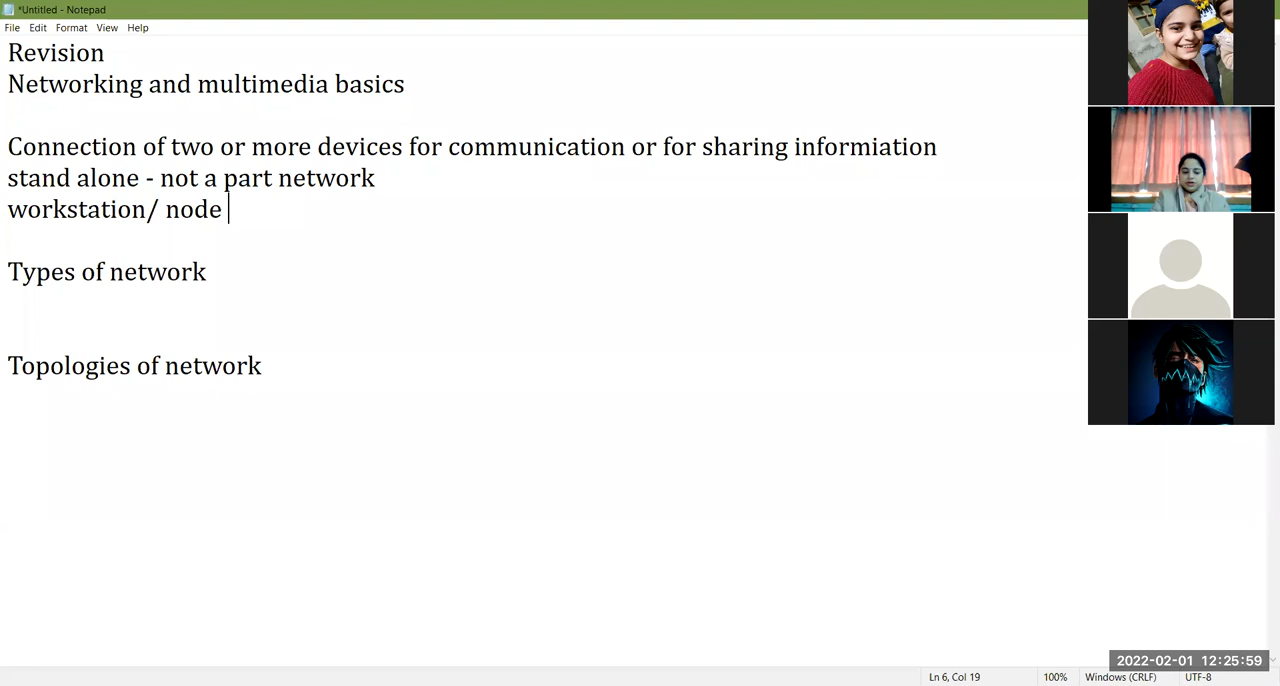 *Untitled - Notepad
File Edit Format View Help
Revision
Networking and multimedia basics
Connection of two or more devices for communication or for sharing informiation
stand alone - not a part network
workstation/ node
Types of network
Topologies of network
2022-02-01 12:25:59
Ln 6, Col 19 100% Windows (CRLF) UTF-8